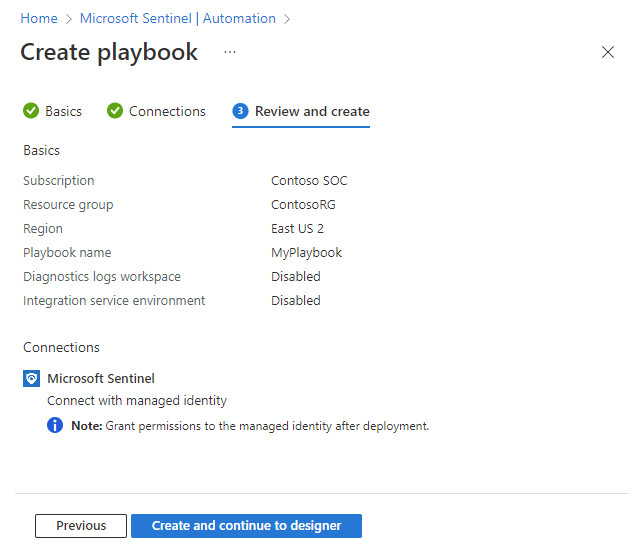 Home > Microsoft Sentinel | Automation >
Create playbook ...
Basics Connections 3 Review and create
Basics
Subscription Contoso SOC
Resource group ContosoRG
Region East US 2
Playbook name MyPlaybook
Diagnostics logs workspace Disabled
Integration service environment Disabled
Connections
Microsoft Sentinel
Connect with managed identity
Note: Grant permissions to the managed identity after deployment.
Previous Create and continue to designer